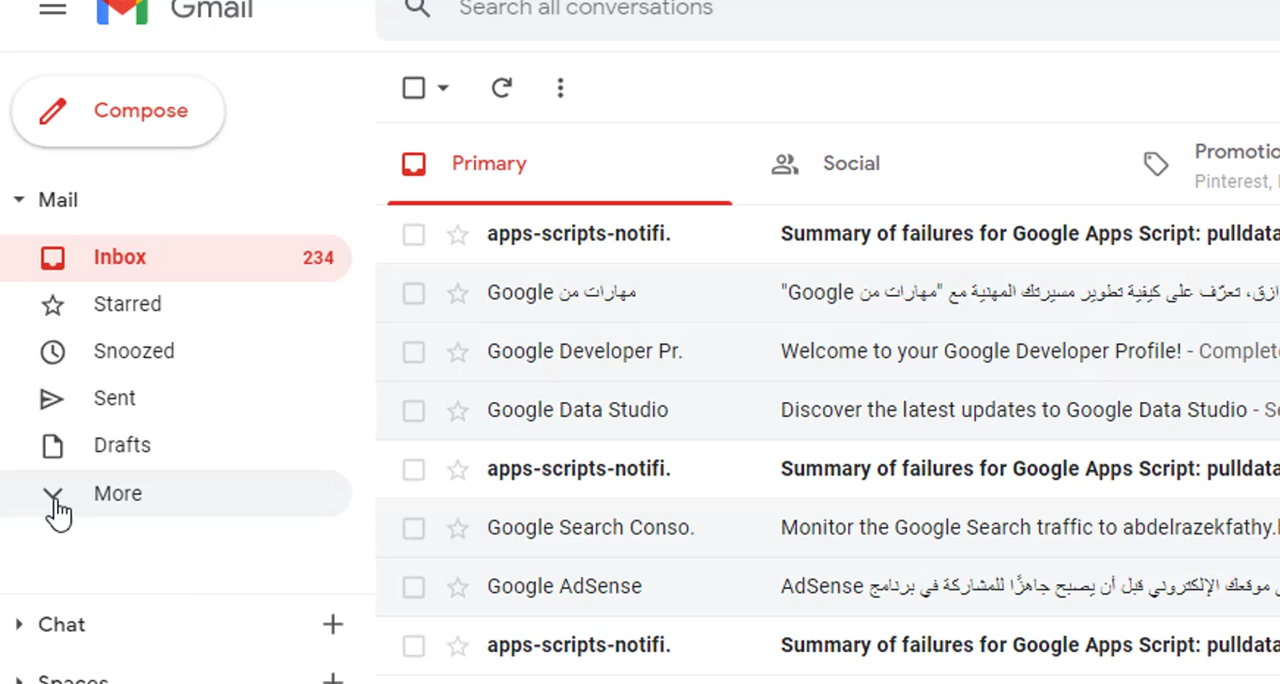 Gmail
Search all conversations
Compose
Mail
Inbox 234
Starred
Snoozed
Sent
Drafts
More
Chat
Spaces
Primary
Social
Promotio
Pinterest,
apps-scripts-notifi. Summary of failures for Google Apps Script: pulldata
مهارات من Google "Google ازق، تعرّف على كيفية تطوير مسيرتك المهنية مع "مهارات من
Google Developer Pr. Welcome to your Google Developer Profile! - Complete
Google Data Studio Discover the latest updates to Google Data Studio - Se
apps-scripts-notifi. Summary of failures for Google Apps Script: pulldata
Google Search Conso. Monitor the Google Search traffic to abdelrazekfathy.
Google AdSense AdSense موقعك الإلكتروني قبل أن يصبح جاهزًا للمشاركة في برنامج
apps-scripts-notifi. Summary of failures for Google Apps Script: pulldata